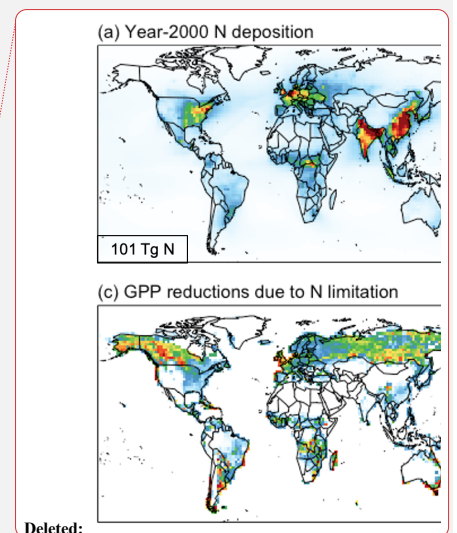 (a) Year-2000 N deposition
101 Tg N
(c) GPP reductions due to N limitation
Deleted: